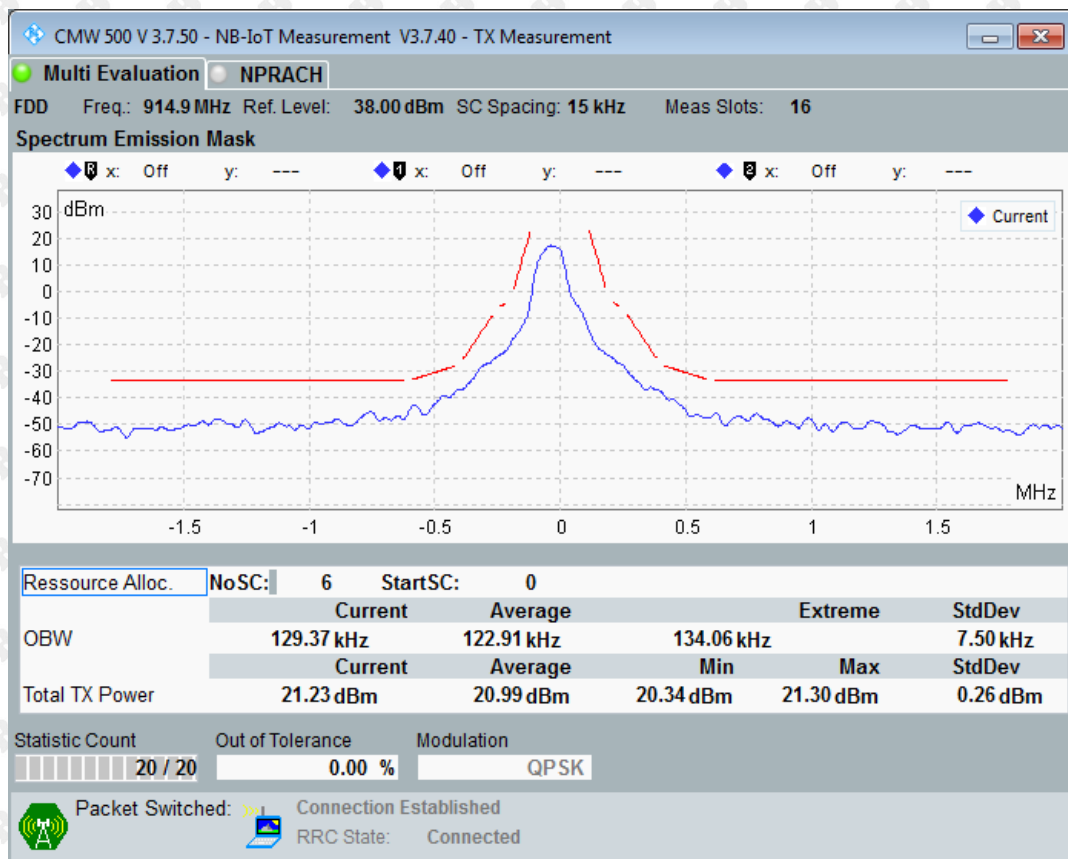 CMW 500 V 3.7.50 - NB-IoT Measurement V3.7.40 - TX Measurement
Multi Evaluation NPRACH
FDD Freq.: 914.9 MHz Ref. Level: 38.00 dBm SC Spacing: 15 kHz Meas Slots: 16
Spectrum Emission Mask
R x: Off y: --- 1 x: Off y: --- 2 x: Off y: ---
dBm
Current
30
20
10
0
-10
-20
-30
-40
-50
-60
-70
MHz
-1.5 -1 -0.5 0 0.5 1 1.5
Ressource Alloc. NoSC: 6 StartSC: 0
Current Average Extreme StdDev
OBW 129.37 kHz 122.91 kHz 134.06 kHz 7.50 kHz
Current Average Min Max StdDev
Total TX Power 21.23 dBm 20.99 dBm 20.34 dBm 21.30 dBm 0.26 dBm
Statistic Count Out of Tolerance Modulation
20 / 20 0.00 % QPSK
Packet Switched: Connection Established
RRC State: Connected